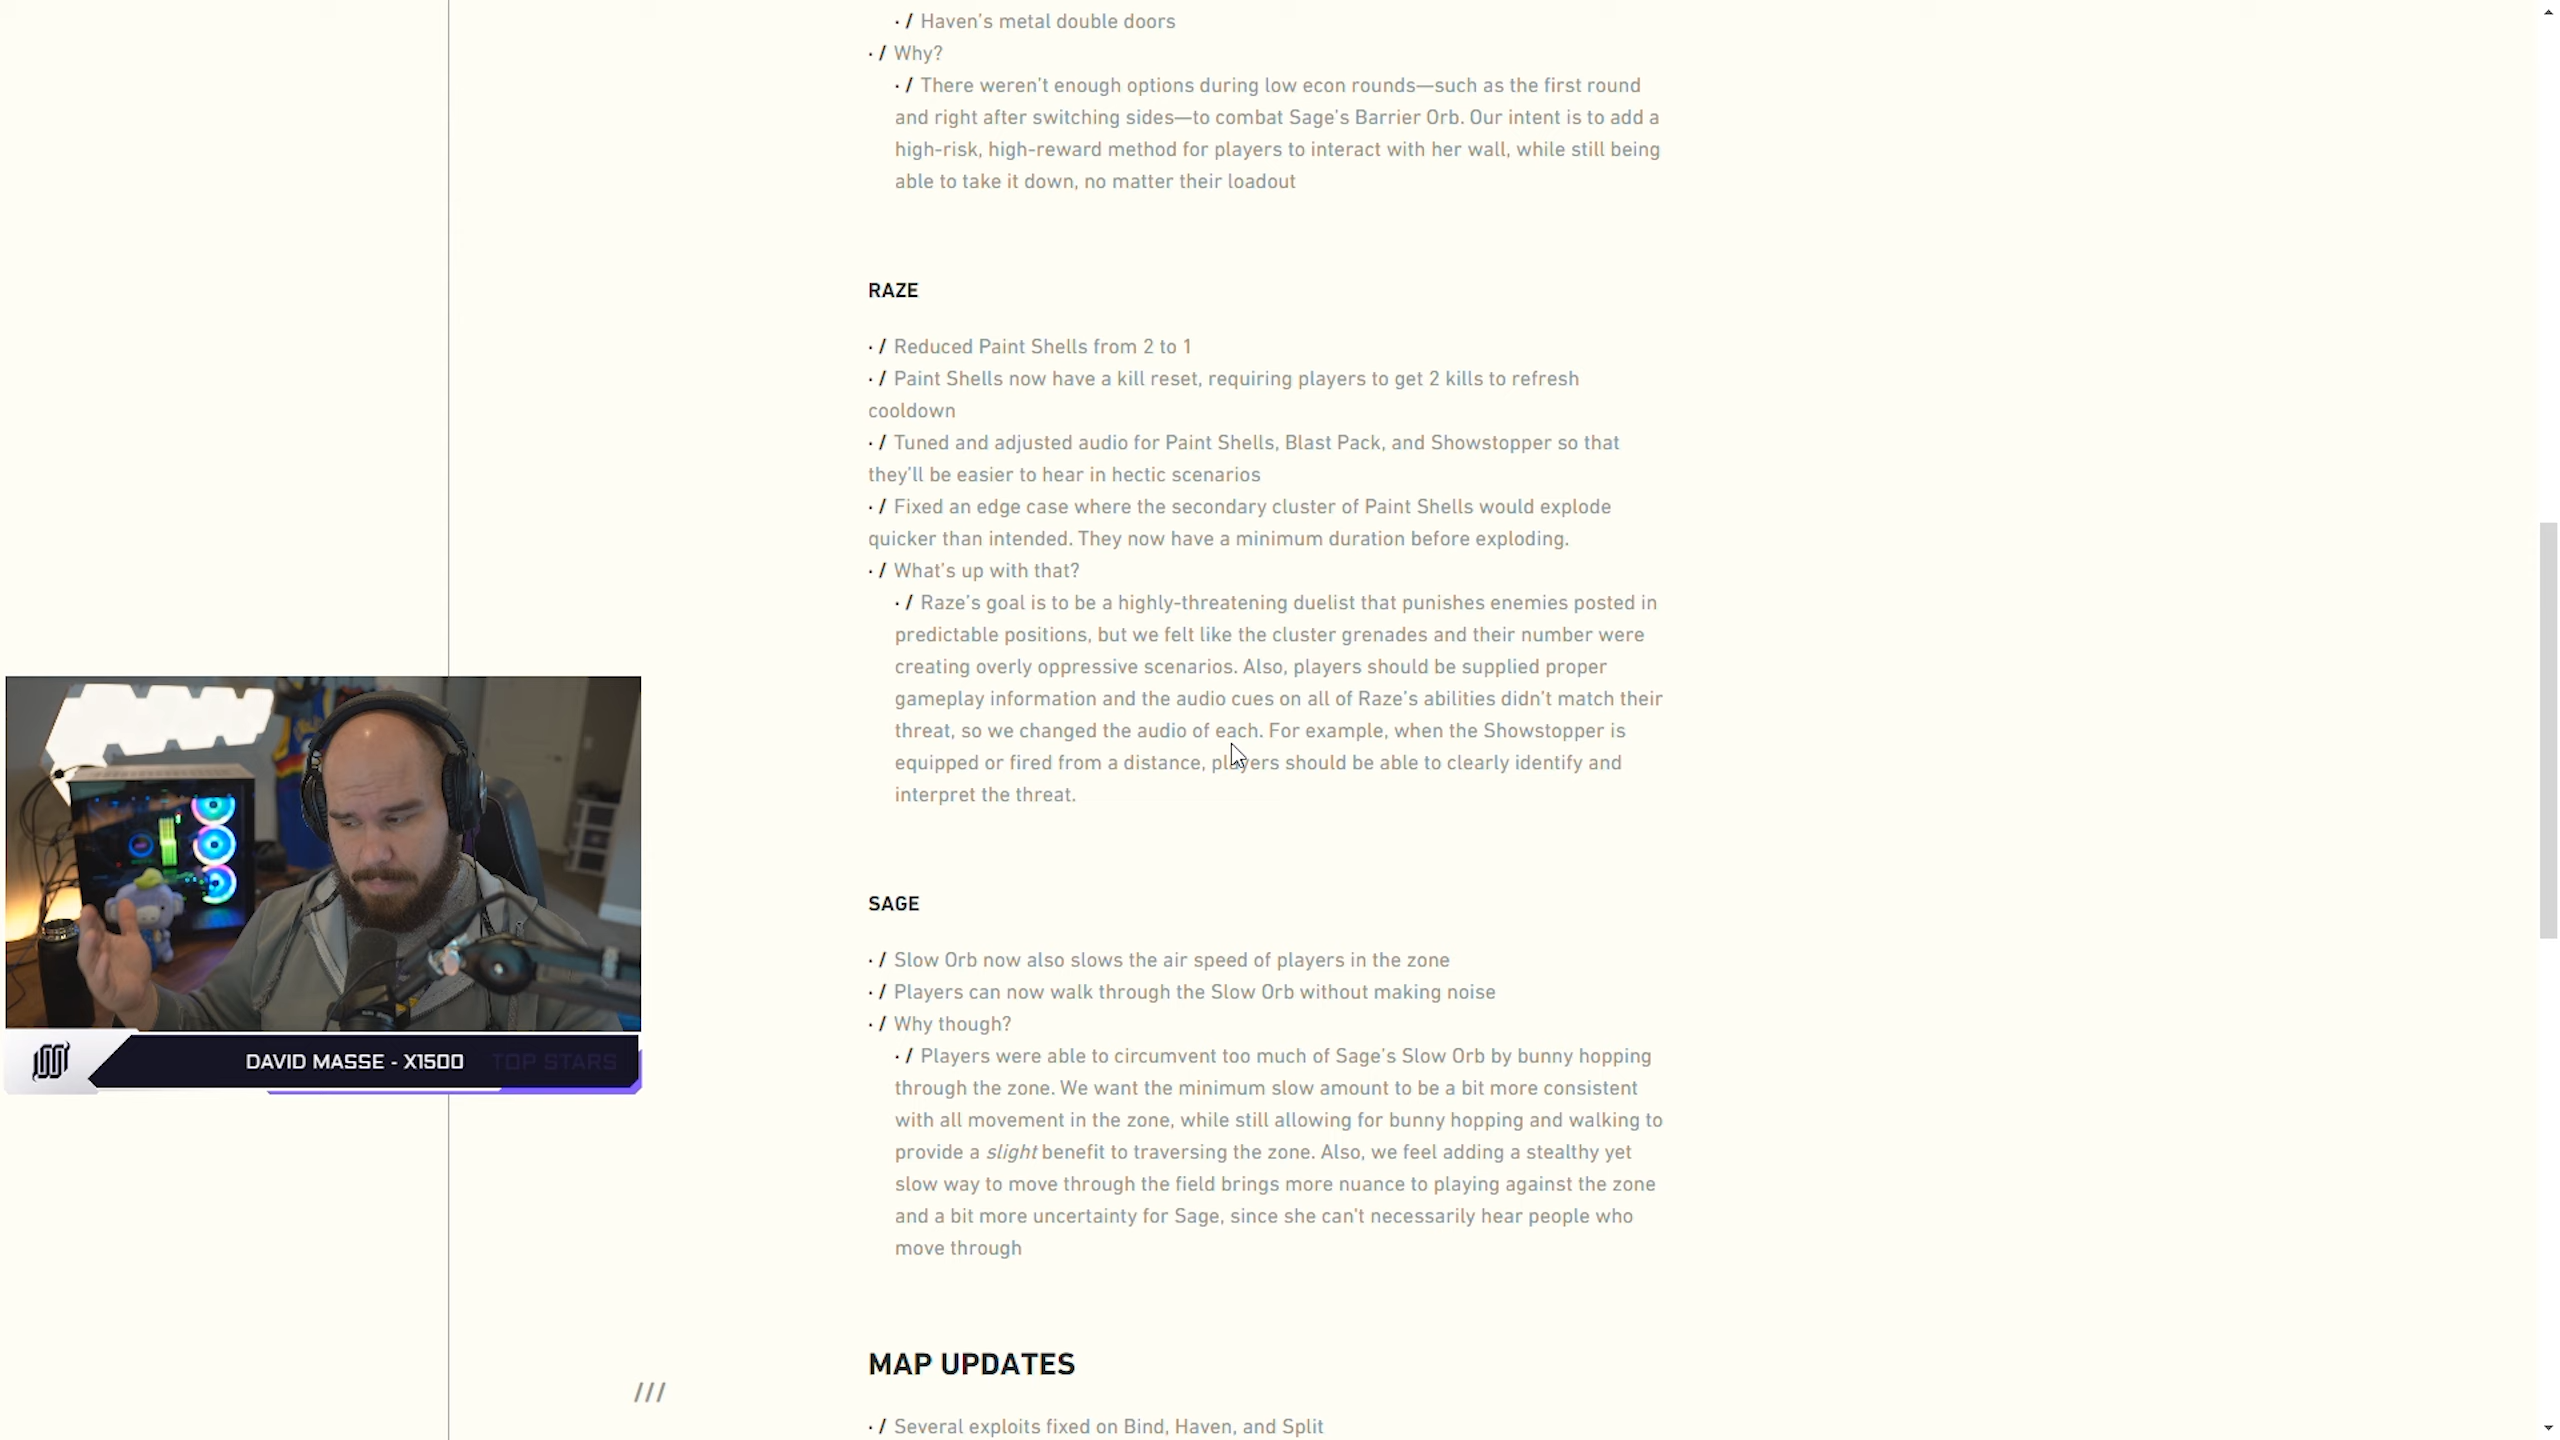 · / Haven's metal double doors
· / Why?
· / There weren't enough options during low econ rounds—such as the first round
and right after switching sides—to combat Sage's Barrier Orb. Our intent is to add a
high-risk, high-reward method for players to interact with her wall, while still being
able to take it down, no matter their loadout
RAZE
· / Reduced Paint Shells from 2 to 1
· / Paint Shells now have a kill reset, requiring players to get 2 kills to refresh
cooldown
· / Tuned and adjusted audio for Paint Shells, Blast Pack, and Showstopper so that
they'll be easier to hear in hectic scenarios
· / Fixed an edge case where the secondary cluster of Paint Shells would explode
quicker than intended. They now have a minimum duration before exploding.
· / What's up with that?
· / Raze's goal is to be a highly-threatening duelist that punishes enemies posted in
predictable positions, but we felt like the cluster grenades and their number were
creating overly oppressive scenarios. Also, players should be supplied proper
gameplay information and the audio cues on all of Raze's abilities didn't match their
threat, so we changed the audio of each. For example, when the Showstopper is
equipped or fired from a distance, players should be able to clearly identify and
interpret the threat.
SAGE
· / Slow Orb now also slows the air speed of players in the zone
· / Players can now walk through the Slow Orb without making noise
· / Why though?
· / Players were able to circumvent too much of Sage's Slow Orb by bunny hopping
through the zone. We want the minimum slow amount to be a bit more consistent
with all movement in the zone, while still allowing for bunny hopping and walking to
provide a slight benefit to traversing the zone. Also, we feel adding a stealthy yet
slow way to move through the field brings more nuance to playing against the zone
and a bit more uncertainty for Sage, since she can't necessarily hear people who
move through
MAP UPDATES
///
· / Several exploits fixed on Bind, Haven, and Split
DAVID MASSE - X1500 TOP STARS